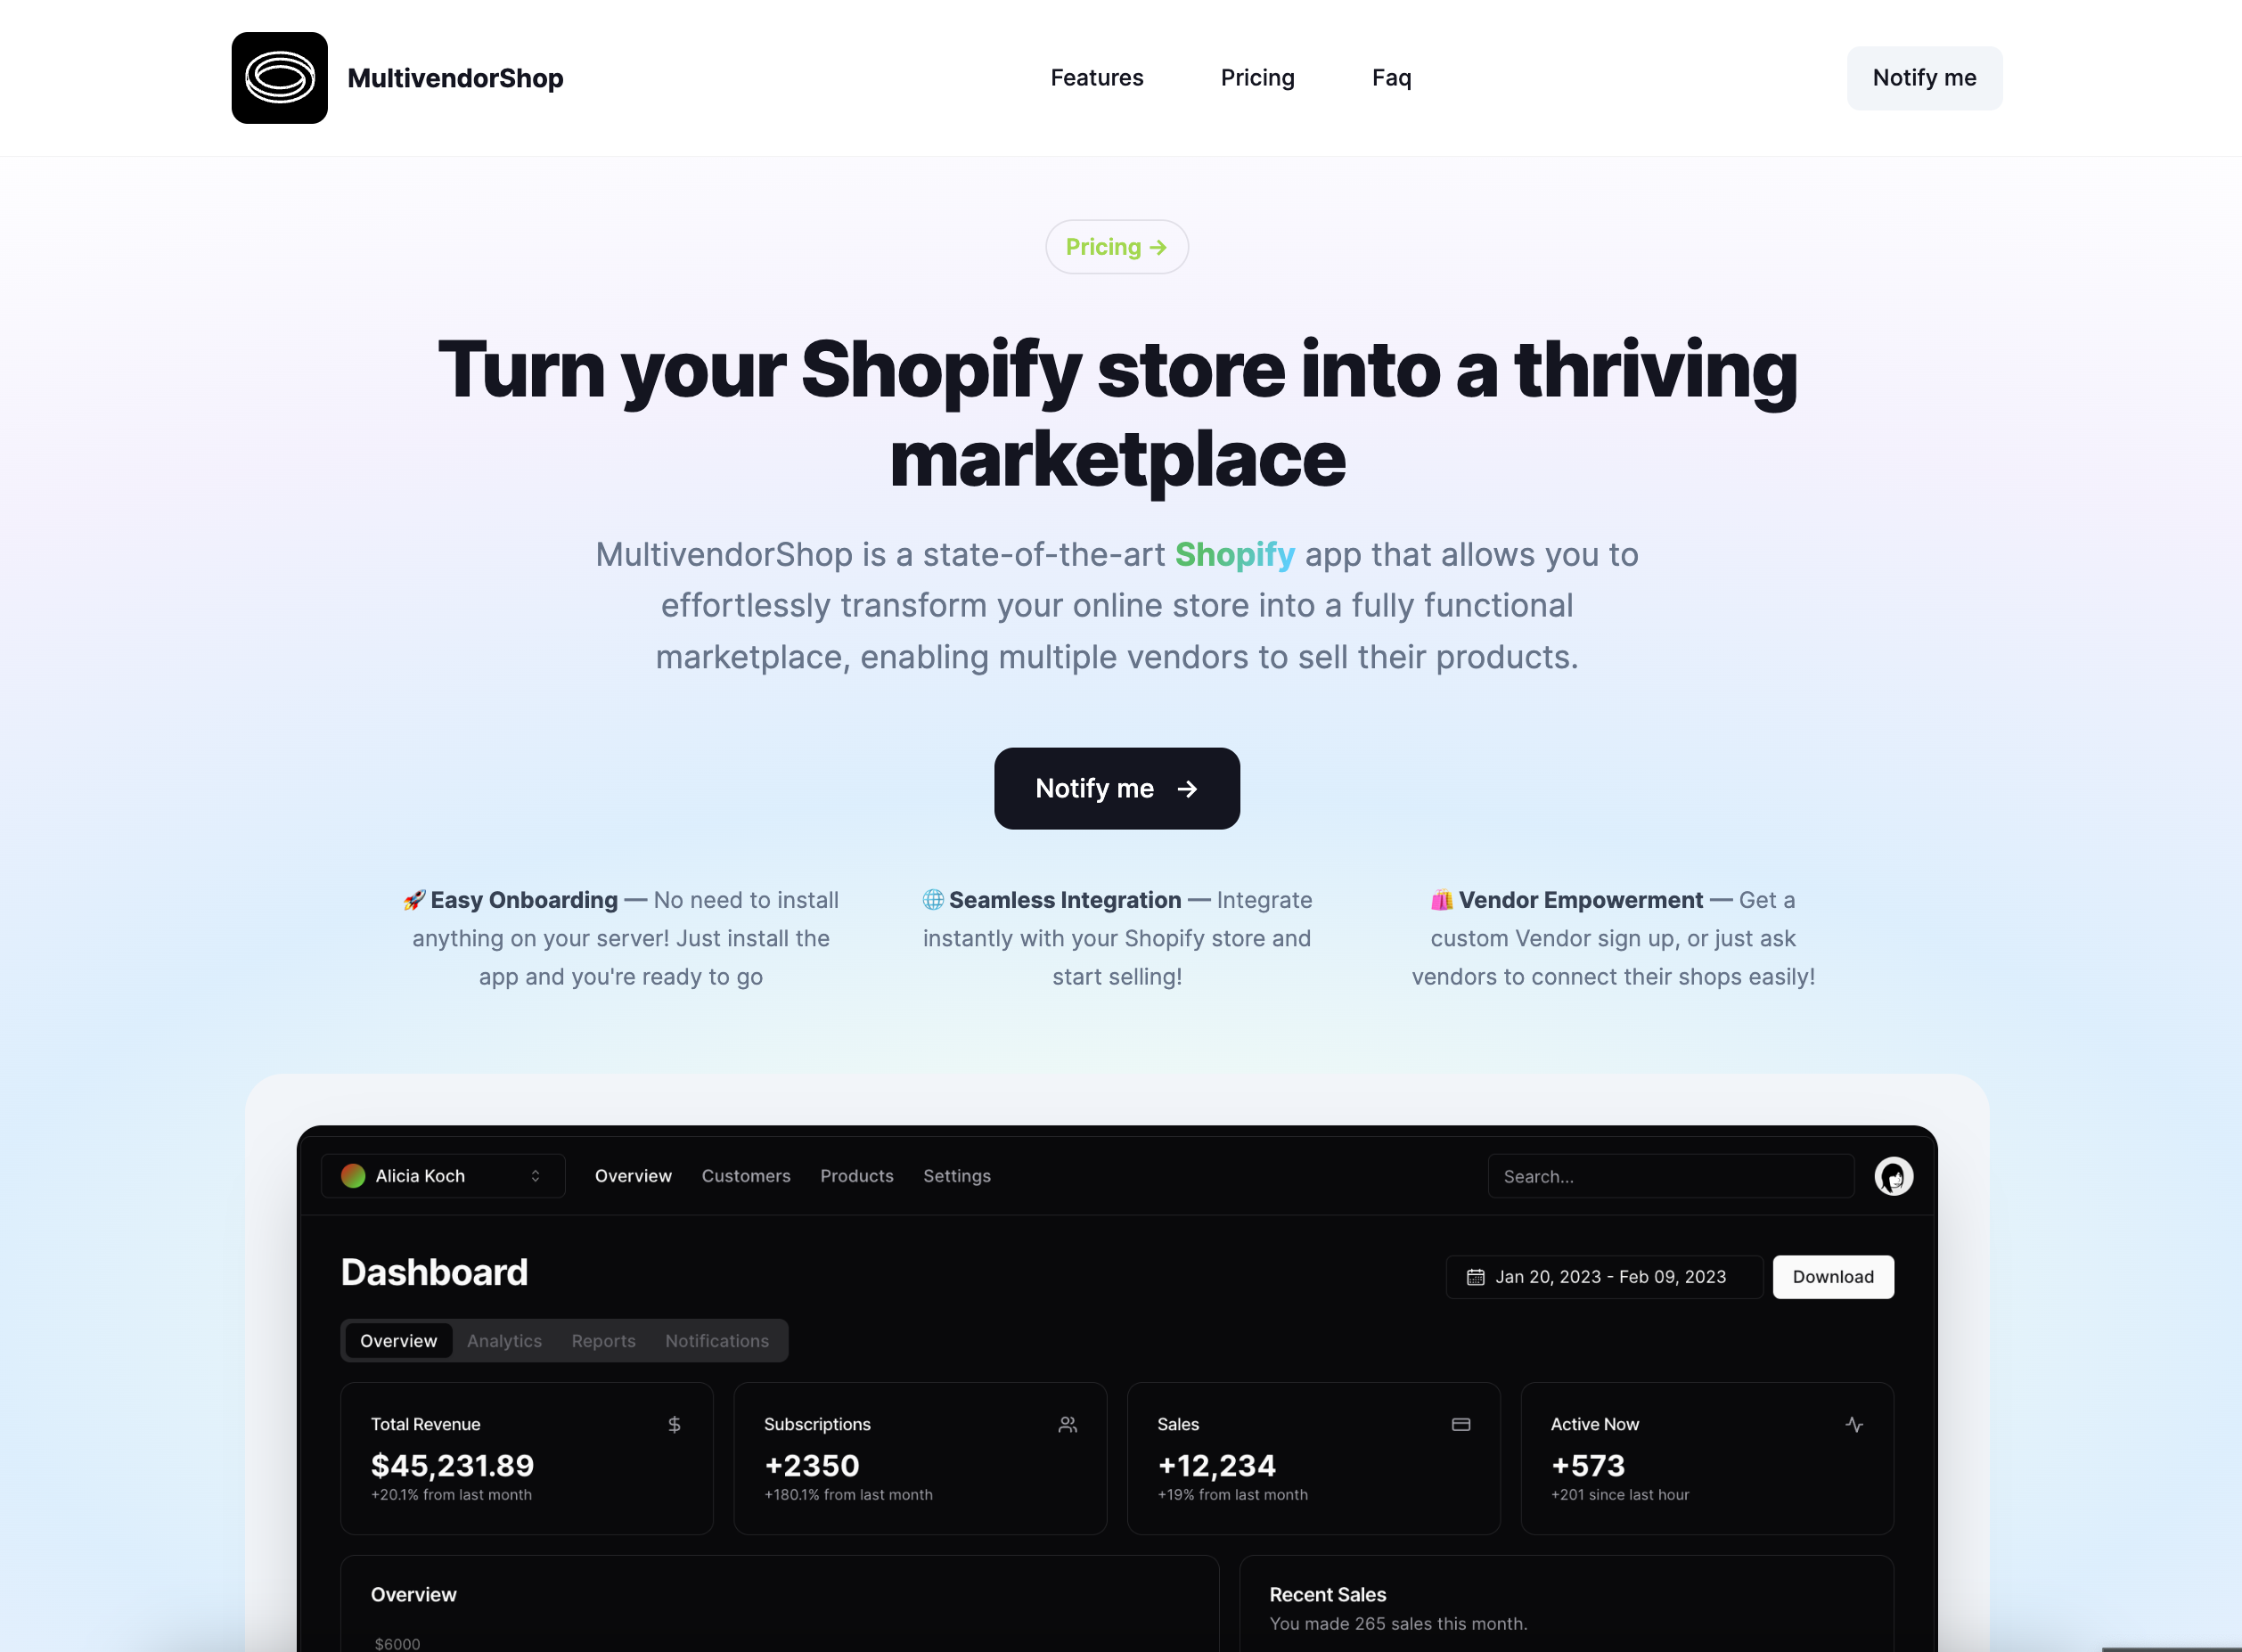 MultivendorShop
Features Pricing Faq
Notify me
Pricing →
Turn your Shopify store into a thriving
marketplace
MultivendorShop is a state-of-the-art Shopify app that allows you to
effortlessly transform your online store into a fully functional
marketplace, enabling multiple vendors to sell their products.
Notify me →
🚀 Easy Onboarding — No need to install
anything on your server! Just install the
app and you're ready to go
🌐 Seamless Integration — Integrate
instantly with your Shopify store and
start selling!
🛍️ Vendor Empowerment — Get a
custom Vendor sign up, or just ask
vendors to connect their shops easily!
Alicia Koch
Overview Customers Products Settings
Search...
Dashboard
Jan 20, 2023 - Feb 09, 2023
Download
Overview Analytics Reports Notifications
Total Revenue
$45,231.89
+20.1% from last month
Subscriptions
+2350
+180.1% from last month
Sales
+12,234
+19% from last month
Active Now
+573
+201 since last hour
Overview
$6000
Recent Sales
You made 265 sales this month.